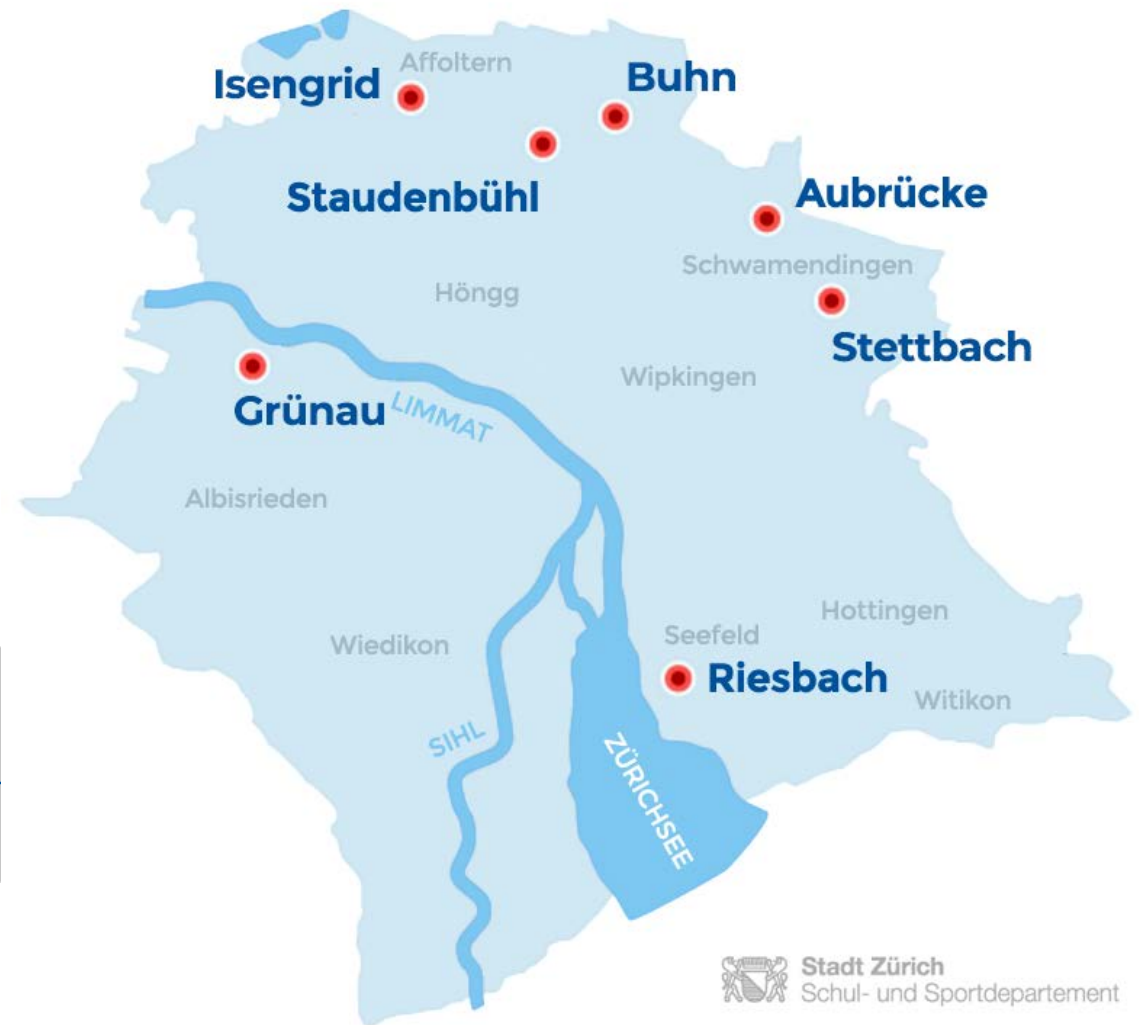 Affoltern
Isengrid
Buhn
Staudenbühl
Aubrücke
Schwamendingen
Höngg
Stettbach
Wipkingen
Grünau
LIMMAT
Albisrieden
Hottingen
Seefeld
Wiedikon
Riesbach
Witikon
SIHL
ZÜRICHSEE
Stadt Zürich
Schul- und Sportdepartement